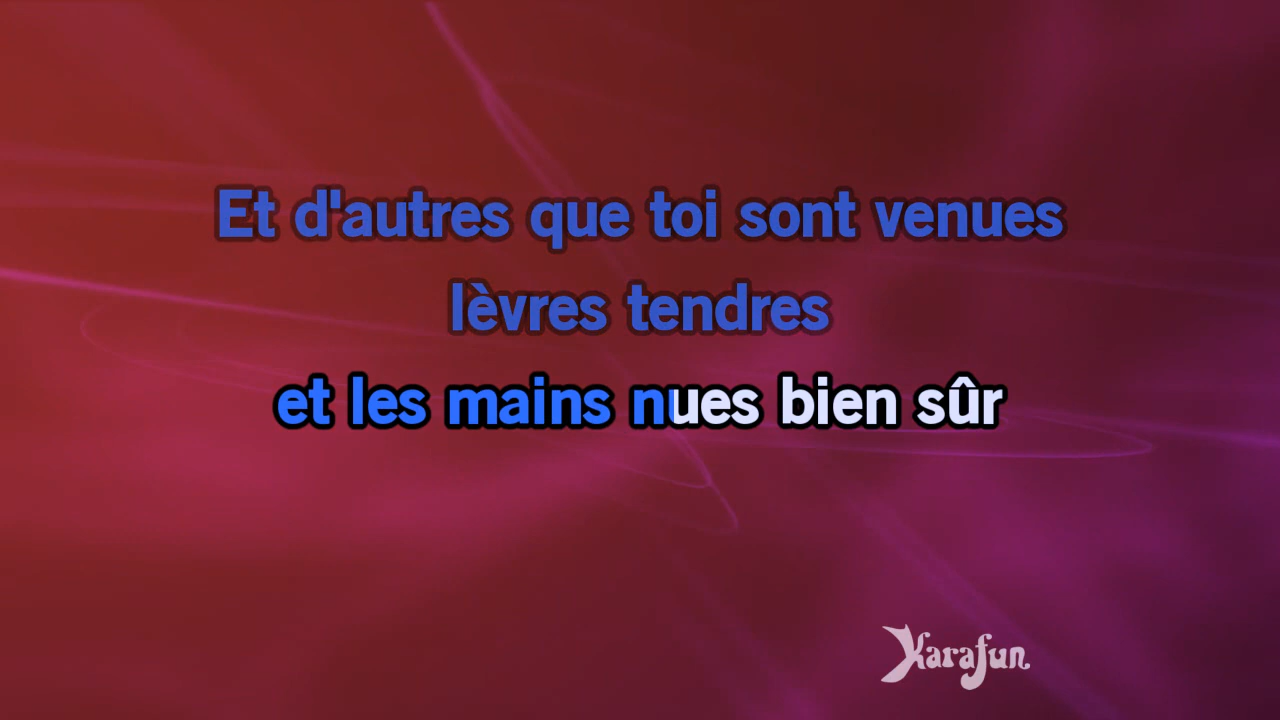 Et d'autres que toi sont venues
lèvres tendres
et les mains nues bien sûr
Karafun